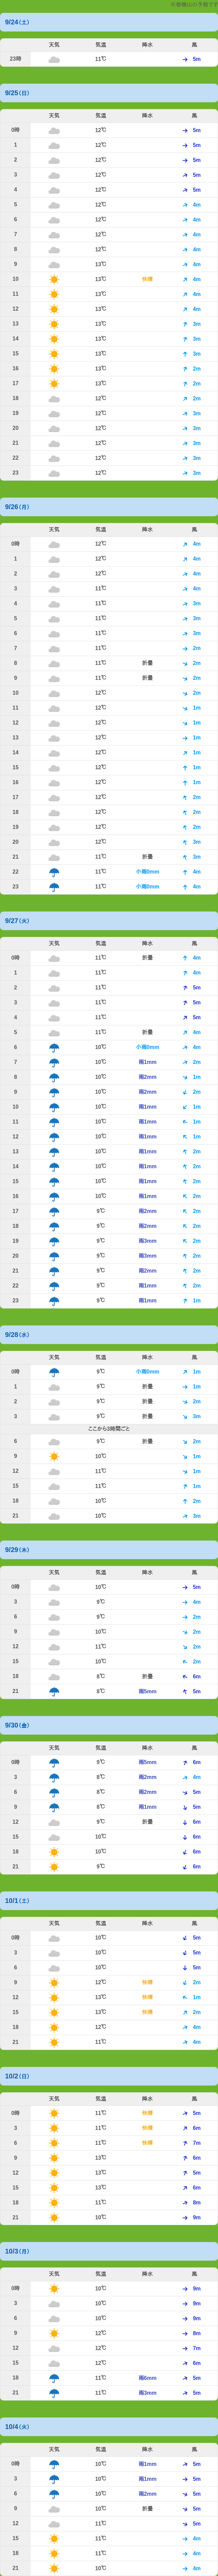 9/24(土)
天気 気温 降水 風
23時 11℃ 5m
9/25(日)
天気 気温 降水 風
0時 12℃ 5m
1 12℃ 5m
2 12℃ 5m
3 12℃ 5m
4 12℃ 5m
5 12℃ 4m
6 12℃ 4m
7 12℃ 4m
8 12℃ 4m
9 13℃ 4m
10 13℃ 快晴 4m
11 13℃ 4m
12 13℃ 4m
13 13℃ 3m
14 13℃ 3m
15 13℃ 3m
16 13℃ 2m
17 13℃ 2m
18 12℃ 2m
19 12℃ 3m
20 12℃ 3m
21 12℃ 3m
22 12℃ 3m
23 12℃ 3m
9/26(月)
天気 気温 降水 風
0時 12℃ 4m
1 12℃ 4m
2 12℃ 4m
3 11℃ 4m
4 11℃ 3m
5 11℃ 3m
6 11℃ 3m
7 11℃ 2m
8 11℃ 折曇 2m
9 11℃ 折曇 2m
10 12℃ 2m
11 12℃ 1m
12 12℃ 1m
13 12℃ 1m
14 12℃ 1m
15 12℃ 1m
16 12℃ 1m
17 12℃ 2m
18 12℃ 2m
19 12℃ 2m
20 12℃ 3m
21 11℃ 折曇 3m
22 11℃ 小雨0mm 4m
23 11℃ 小雨0mm 4m
9/27(火)
天気 気温 降水 風
0時 11℃ 折曇 4m
1 11℃ 4m
2 11℃ 5m
3 11℃ 5m
4 11℃ 5m
5 11℃ 折曇 4m
6 10℃ 小雨0mm 4m
7 10℃ 雨1mm 2m
8 10℃ 雨2mm 1m
9 10℃ 雨2mm 2m
10 10℃ 雨1mm 1m
11 10℃ 雨1mm 1m
12 10℃ 雨1mm 1m
13 10℃ 雨1mm 2m
14 10℃ 雨1mm 2m
15 10℃ 雨1mm 2m
16 10℃ 雨1mm 2m
17 9℃ 雨2mm 2m
18 9℃ 雨2mm 2m
19 9℃ 雨3mm 2m
20 9℃ 雨3mm 2m
21 9℃ 雨2mm 2m
22 9℃ 雨1mm 2m
23 9℃ 雨1mm 1m
9/28(水)
天気 気温 降水 風
0時 9℃ 小雨0mm 1m
1 9℃ 折曇 1m
2 9℃ 折曇 2m
3 9℃ 折曇 3m
ここから3時間ごと
6 9℃ 折曇 2m
9 10℃ 1m
12 11℃ 1m
15 11℃ 1m
18 10℃ 2m
21 10℃ 3m
9/29(木)
天気 気温 降水 風
0時 10℃ 5m
3 9℃ 4m
6 9℃ 2m
9 10℃ 2m
12 11℃ 2m
15 10℃ 2m
18 8℃ 折曇 6m
21 8℃ 雨5mm 5m
9/30(金)
天気 気温 降水 風
0時 9℃ 雨5mm 6m
3 8℃ 雨2mm 4m
6 8℃ 雨2mm 5m
9 8℃ 雨1mm 5m
12 9℃ 折曇 6m
15 10℃ 6m
18 10℃ 6m
21 9℃ 6m
10/1(土)
天気 気温 降水 風
0時 10℃ 5m
3 10℃ 5m
6 10℃ 5m
9 12℃ 快晴 2m
12 13℃ 快晴 1m
15 13℃ 快晴 2m
18 12℃ 4m
21 11℃ 4m
10/2(日)
天気 気温 降水 風
0時 11℃ 快晴 5m
3 11℃ 快晴 6m
6 11℃ 快晴 7m
9 13℃ 6m
12 13℃ 5m
15 13℃ 6m
18 11℃ 8m
21 10℃ 9m
10/3(月)
天気 気温 降水 風
0時 10℃ 9m
3 10℃ 9m
6 10℃ 9m
9 12℃ 8m
12 12℃ 7m
15 12℃ 6m
18 11℃ 雨6mm 5m
21 11℃ 雨3mm 5m
10/4(火)
天気 気温 降水 風
0時 10℃ 雨1mm 5m
3 10℃ 雨1mm 5m
6 10℃ 雨2mm 5m
9 10℃ 折曇 5m
12 11℃ 5m
15 11℃ 4m
18 11℃ 4m
21 10℃ 4m